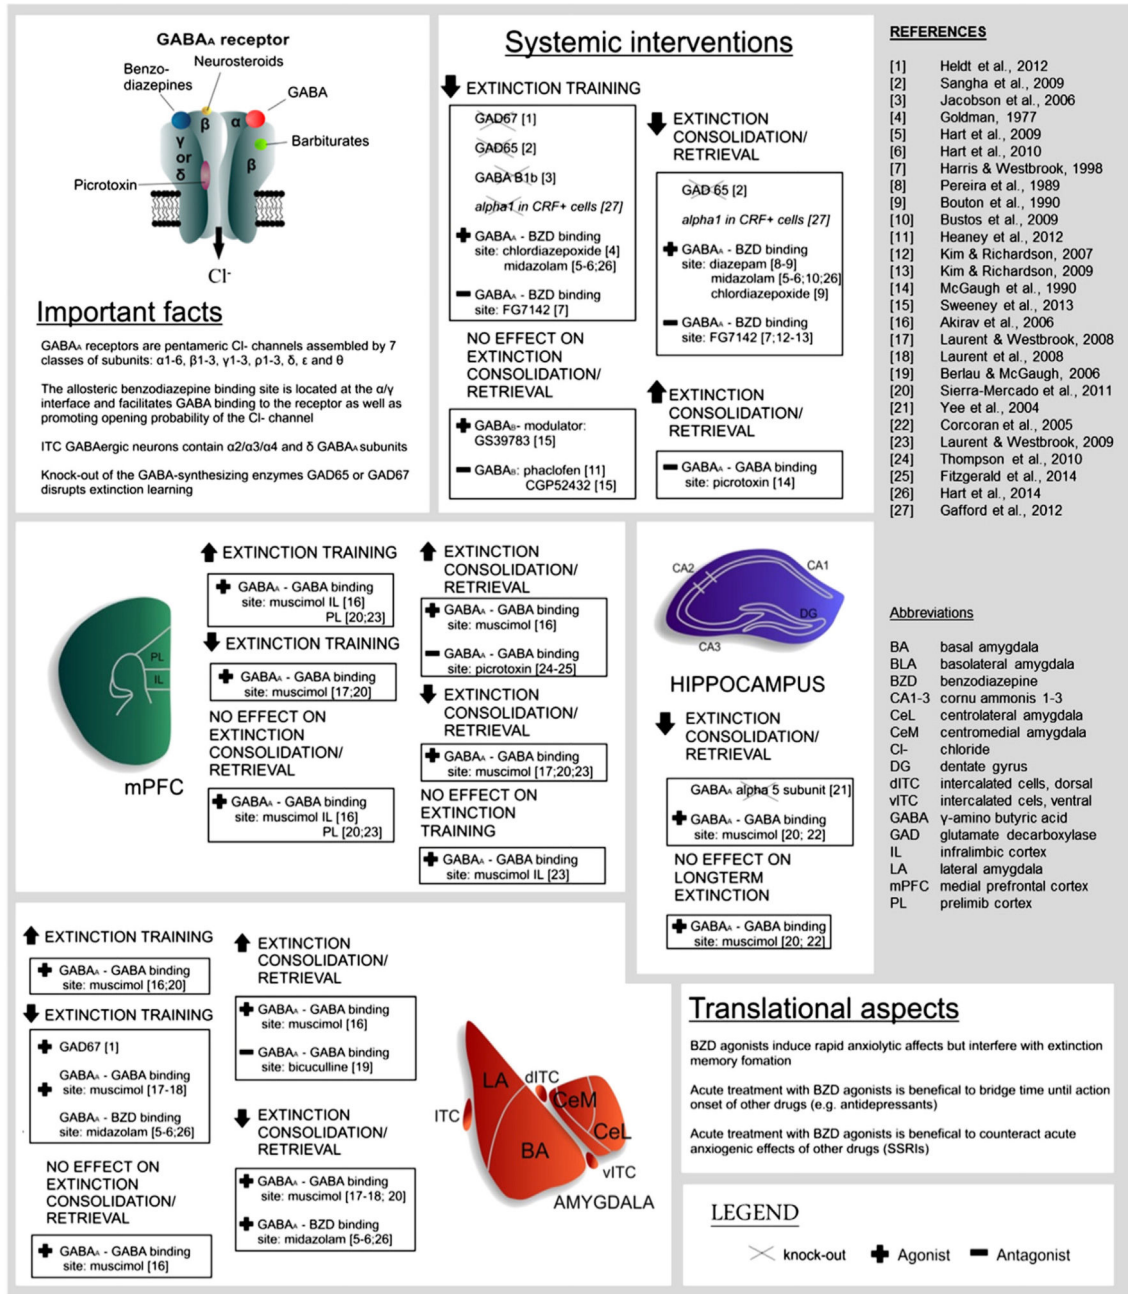 GABAA receptor
Neurosteroids
Benzo-
diazepines
GABA
β
α
γ
or
δ
β
Barbiturates
Picrotoxin
Cl-
Important facts
GABAA receptors are pentameric Cl- channels assembled by 7
classes of subunits: α1-6, β1-3, γ1-3, ρ1-3, δ, ε and θ
The allosteric benzodiazepine binding site is located at the α/γ
interface and facilitates GABA binding to the receptor as well as
promoting opening probability of the Cl- channel
ITC GABAergic neurons contain α2/α3/α4 and δ GABAA subunits
Knock-out of the GABA-synthesizing enzymes GAD65 or GAD67
disrupts extinction learning
Systemic interventions
EXTINCTION TRAINING
GAD67 [1]
GAD65 [2]
GABA B1b [3]
alpha1 in CRF+ cells [27]
GABAA - BZD binding
site: chlordiazepoxide [4]
midazolam [5-6;26]
GABAA - BZD binding
site: FG7142 [7]
NO EFFECT ON
EXTINCTION
CONSOLIDATION/
RETRIEVAL
GABAB- modulator:
GS39783 [15]
GABAB: phaclofen [11]
CGP52432 [15]
EXTINCTION
CONSOLIDATION/
RETRIEVAL
GAD 65 [2]
alpha1 in CRF+ cells [27]
GABAA - BZD binding
site: diazepam [8-9]
midazolam [5-6;10;26]
chlordiazepoxide [9]
GABAA - BZD binding
site: FG7142 [7;12-13]
EXTINCTION
CONSOLIDATION/
RETRIEVAL
GABAA - GABA binding
site: picrotoxin [14]
REFERENCES
[1] Heldt et al., 2012
[2] Sangha et al., 2009
[3] Jacobson et al., 2006
[4] Goldman, 1977
[5] Hart et al., 2009
[6] Hart et al., 2010
[7] Harris & Westbrook, 1998
[8] Pereira et al., 1989
[9] Bouton et al., 1990
[10] Bustos et al., 2009
[11] Heaney et al., 2012
[12] Kim & Richardson, 2007
[13] Kim & Richardson, 2009
[14] McGaugh et al., 1990
[15] Sweeney et al., 2013
[16] Akirav et al., 2006
[17] Laurent & Westbrook, 2008
[18] Laurent et al., 2008
[19] Berlau & McGaugh, 2006
[20] Sierra-Mercado et al., 2011
[21] Yee et al., 2004
[22] Corcoran et al., 2005
[23] Laurent & Westbrook, 2009
[24] Thompson et al., 2010
[25] Fitzgerald et al., 2014
[26] Hart et al., 2014
[27] Gafford et al., 2012
Abbreviations
BA basal amygdala
BLA basolateral amygdala
BZD benzodiazepine
CA1-3 cornu ammonis 1-3
CeL centrolateral amygdala
CeM centromedial amygdala
Cl- chloride
DG dentate gyrus
dITC intercalated cells, dorsal
vITC intercalated cels, ventral
GABA γ-amino butyric acid
GAD glutamate decarboxylase
IL infralimbic cortex
LA lateral amygdala
mPFC medial prefrontal cortex
PL prelimib cortex
PL
IL
mPFC
EXTINCTION TRAINING
GABAA - GABA binding
site: muscimol IL [16]
PL [20;23]
EXTINCTION TRAINING
GABAA - GABA binding
site: muscimol [17;20]
NO EFFECT ON
EXTINCTION
CONSOLIDATION/
RETRIEVAL
GABAA - GABA binding
site: muscimol IL [16]
PL [20;23]
EXTINCTION
CONSOLIDATION/
RETRIEVAL
GABAA - GABA binding
site: muscimol [16]
GABAA - GABA binding
site: picrotoxin [24-25]
EXTINCTION
CONSOLIDATION/
RETRIEVAL
GABAA - GABA binding
site: muscimol [17;20;23]
NO EFFECT ON
EXTINCTION
TRAINING
GABAA - GABA binding
site: muscimol IL [23]
CA2
CA1
DG
CA3
HIPPOCAMPUS
EXTINCTION
CONSOLIDATION/
RETRIEVAL
GABAA alpha 5 subunit [21]
GABAA - GABA binding
site: muscimol [20; 22]
NO EFFECT ON
LONGTERM
EXTINCTION
GABAA - GABA binding
site: muscimol [20; 22]
EXTINCTION TRAINING
GABAA - GABA binding
site: muscimol [16;20]
EXTINCTION TRAINING
GAD67 [1]
GABAA - GABA binding
site: muscimol [17-18]
GABAA - BZD binding
site: midazolam [5-6;26]
NO EFFECT ON
EXTINCTION
CONSOLIDATION/
RETRIEVAL
GABAA - GABA binding
site: muscimol [16]
EXTINCTION
CONSOLIDATION/
RETRIEVAL
GABAA - GABA binding
site: muscimol [16]
GABAA - GABA binding
site: bicuculline [19]
EXTINCTION
CONSOLIDATION/
RETRIEVAL
GABAA - GABA binding
site: muscimol [17-18; 20]
GABAA - BZD binding
site: midazolam [5-6;26]
LA
dITC
CeM
ITC
CeL
BA
vITC
AMYGDALA
Translational aspects
BZD agonists induce rapid anxiolytic affects but interfere with extinction
memory fomation
Acute treatment with BZD agonists is benefical to bridge time until action
onset of other drugs (e.g. antidepressants)
Acute treatment with BZD agonists is benefical to counteract acute
anxiogenic effects of other drugs (SSRIs)
LEGEND
knock-out Agonist Antagonist